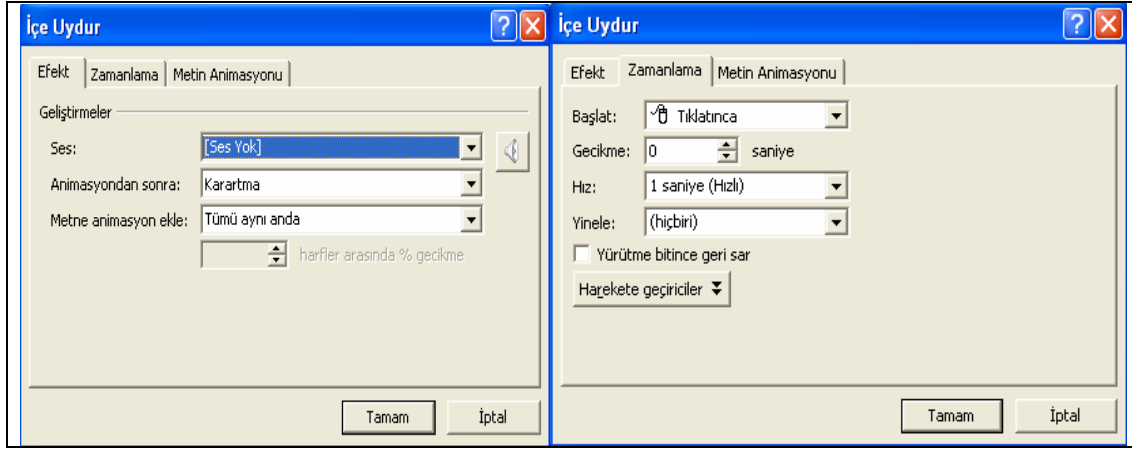 İçe Uydur
Efekt Zamanlama Metin Animasyonu
Geliştirmeler
Ses: [Ses Yok]
Animasyondan sonra: Karartma
Metne animasyon ekle: Tümü aynı anda
harfler arasında % gecikme
Tamam İptal
İçe Uydur
Efekt Zamanlama Metin Animasyonu
Başlat: Tıklatınca
Gecikme: 0 saniye
Hız: 1 saniye (Hızlı)
Yinele: (hiçbiri)
Yürütme bitince geri sar
Harekete geçiriciler
Tamam İptal